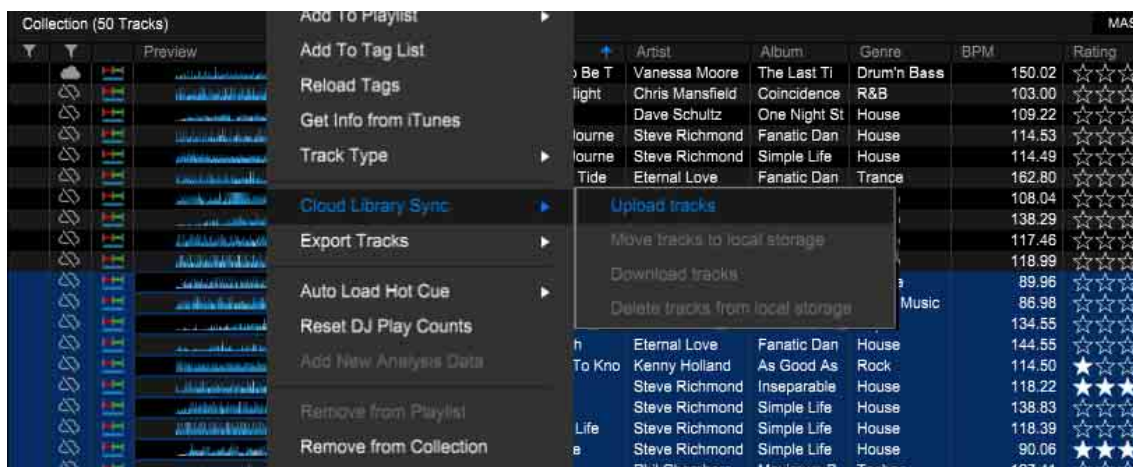 Collection (50 Tracks)
MAS
Preview Artist Album Genre BPM Rating
Add To Playlist
Add To Tag List
Reload Tags
Get Info from iTunes
Track Type
Cloud Library Sync
Export Tracks
Auto Load Hot Cue
Reset DJ Play Counts
Add New Analysis Data
Remove from Playlist
Remove from Collection
Upload tracks
Move tracks to local storage
Download tracks
Delete tracks from local storage
o Be T Vanessa Moore The Last Ti Drum'n Bass 150.02
light Chris Mansfield Coincidence R&B 103.00
Dave Schultz One Night St House 109.22
Journe Steve Richmond Fanatic Dan House 114.53
Journe Steve Richmond Simple Life House 114.49
Tide Eternal Love Fanatic Dan Trance 162.80
108.04
138.29
117.46
118.99
89.96
Music 86.98
134.55
h Eternal Love Fanatic Dan House 144.55
To Kno Kenny Holland As Good As Rock 114.50
Steve Richmond Inseparable House 118.22
Steve Richmond Simple Life House 138.83
Life Steve Richmond Simple Life House 118.39
e Steve Richmond Simple Life House 90.06